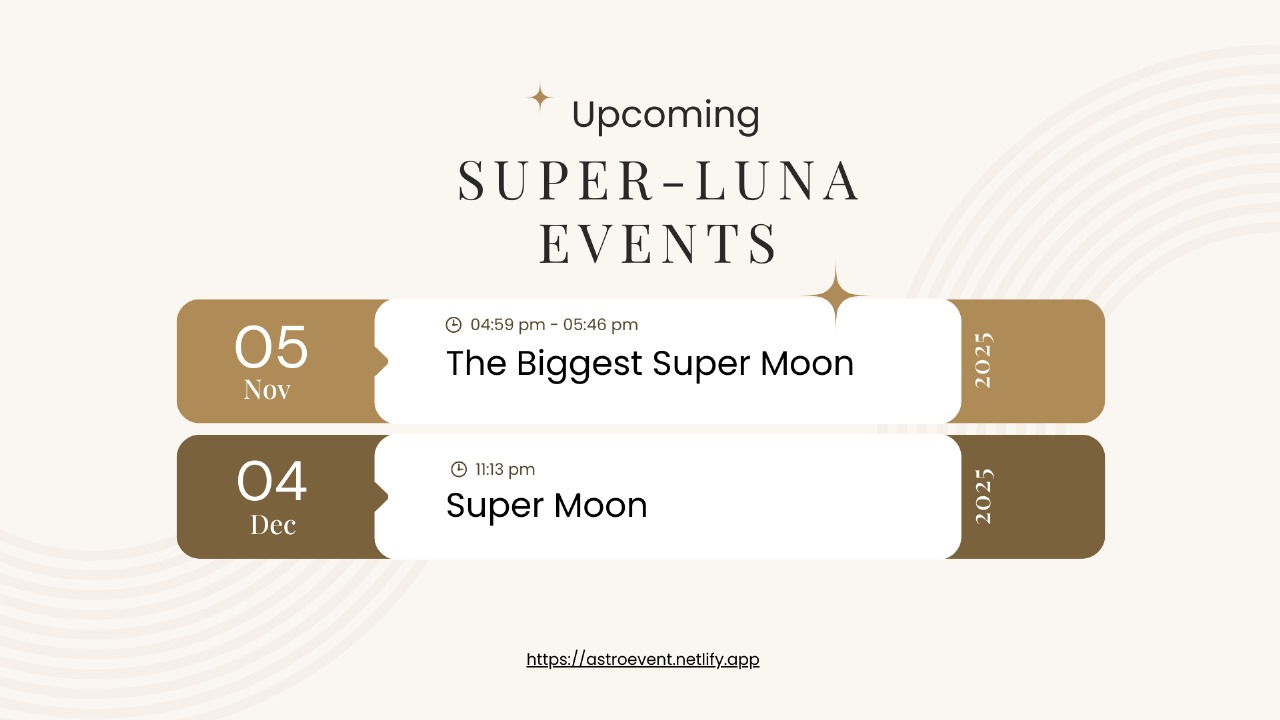 Upcoming
SUPER-LUNA
EVENTS
05
Nov
04:59 pm - 05:46 pm
The Biggest Super Moon
2025
04
Dec
11:13 pm
Super Moon
2025
https://astroevent.netlify.app